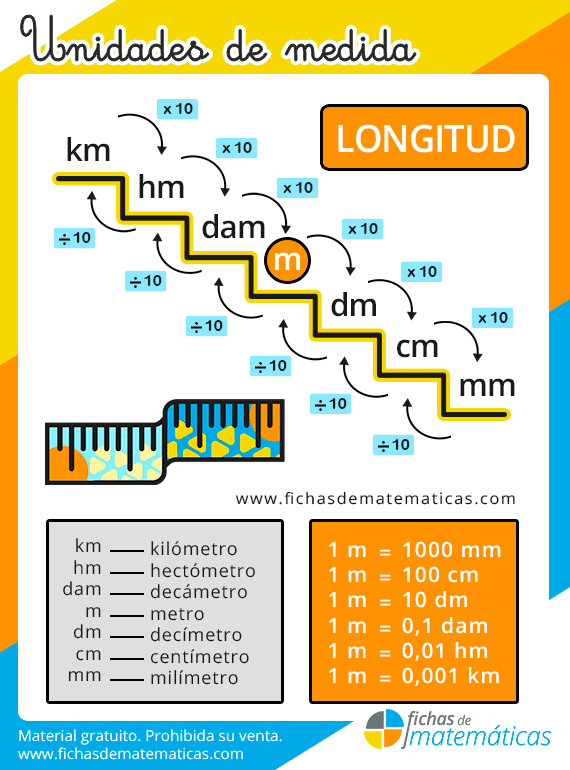 Unidades de medida
LONGITUD
x 10
km
x 10
hm
x 10
dam
÷10
x 10
m
÷10
x 10
dm
÷10
x 10
cm
÷10
mm
÷10
÷10
www.fichasdematematicas.com
km kilómetro
hm hectómetro
dam decámetro
m metro
dm decímetro
cm centímetro
mm milímetro
1 m = 1000 mm
1 m = 100 cm
1 m = 10 dm
1 m = 0,1 dam
1 m = 0,01 hm
1 m = 0,001 km
Material gratuito. Prohibida su venta.
www.fichasdematematicas.com
fichas de
matemáticas